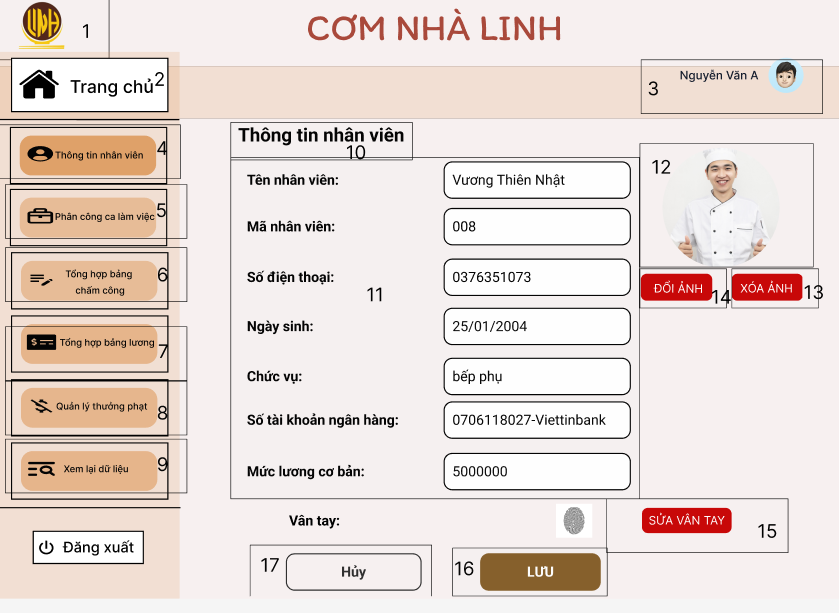 1
CƠM NHÀ LINH
Trang chủ 2
3 Nguyễn Văn A
Thông tin nhân viên 4
Phân công ca làm việc 5
Tổng hợp bảng
chấm công 6
Tổng hợp bảng lương 7
Quản lý thưởng phạt 8
Xem lại dữ liệu 9
Đăng xuất
Thông tin nhân viên
10
Tên nhân viên: Vương Thiên Nhật
Mã nhân viên: 008
Số điện thoại: 0376351073
11
Ngày sinh: 25/01/2004
Chức vụ: bếp phụ
Số tài khoản ngân hàng: 0706118027-Viettinbank
Mức lương cơ bản: 5000000
12
ĐỔI ẢNH 14 XÓA ẢNH 13
Vân tay: SỬA VÂN TAY 15
17 Hủy 16 LƯU